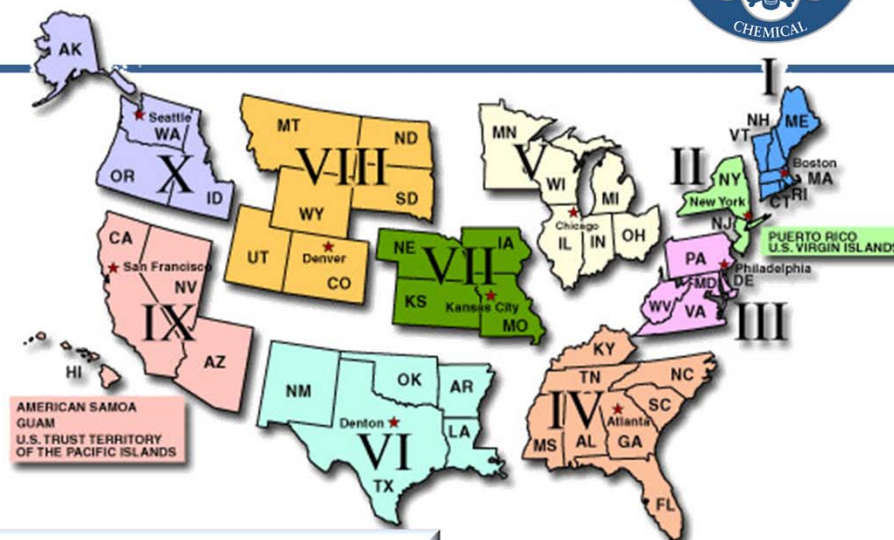 CHEMICAL
I
AK
Seattle
WA
OR
X
ID
MT
ND
VIII
SD
WY
UT
Denver
CO
MN
V
WI
MI
Chicago
IL
IN
OH
NH
ME
VT
Boston
MA
RI
CT
II
NY
New York
NJ
PUERTO RICO
U.S. VIRGIN ISLANDS
PA
Philadelphia
DE
MD
WV
VA
III
CA
San Francisco
NV
IX
AZ
HI
AMERICAN SAMOA
GUAM
U.S. TRUST TERRITORY
OF THE PACIFIC ISLANDS
NE
IA
VII
KS
Kansas City
MO
NM
OK
AR
Denton
LA
VI
TX
KY
TN
NC
IV
SC
Atlanta
MS
AL
GA
FL